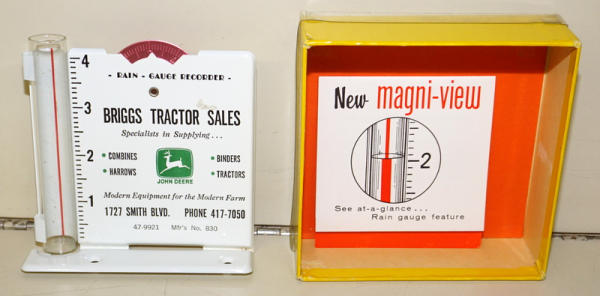 4
3
2
1
- RAIN - GAUGE RECORDER -
BRIGGS TRACTOR SALES
Specialists in Supplying...
• COMBINES
• HARROWS
JOHN DEERE
• BINDERS
• TRACTORS
Modern Equipment for the Modern Farm
1727 SMITH BLVD. PHONE 417-7050
47-9921 Mfr's No. 830
New magni-view
2
See at-a-glance...
Rain gauge feature